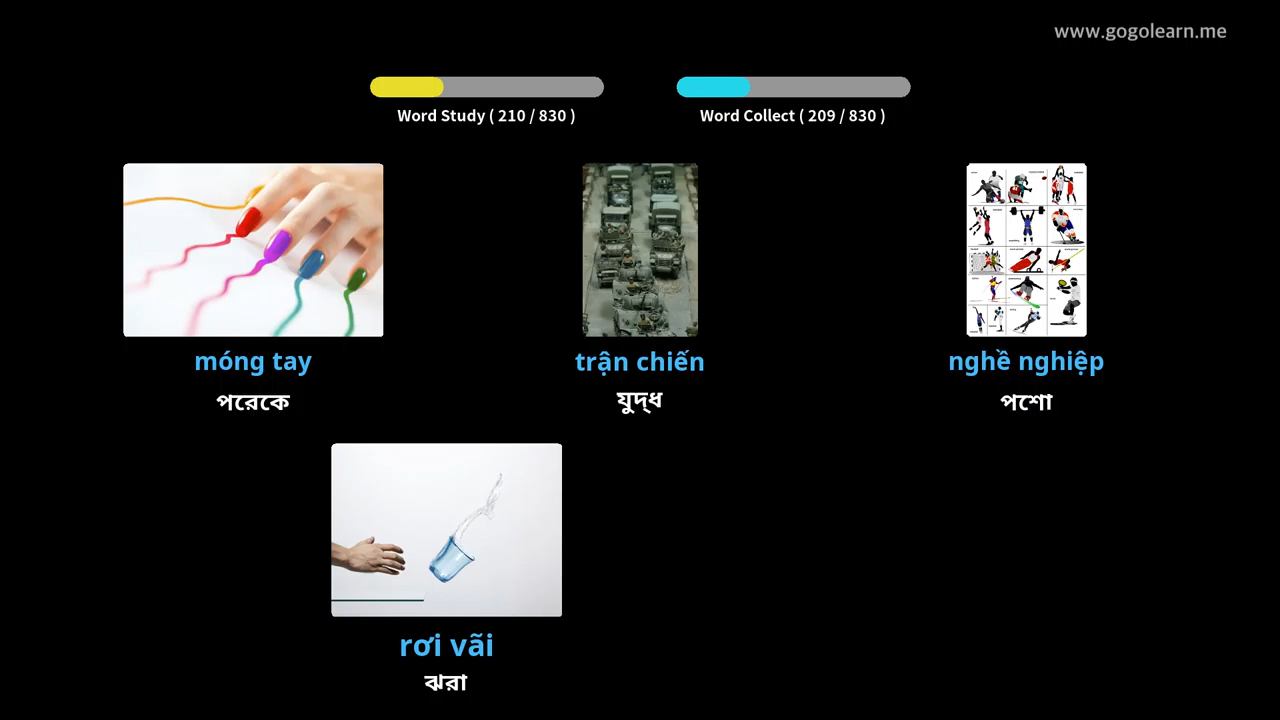 www.gogolearn.me
Word Study ( 210 / 830 )
Word Collect ( 209 / 830 )
móng tay
পেরেকে
trận chiến
যুদ্ধ
nghề nghiệp
পেশা
rơi vãi
ঝরা